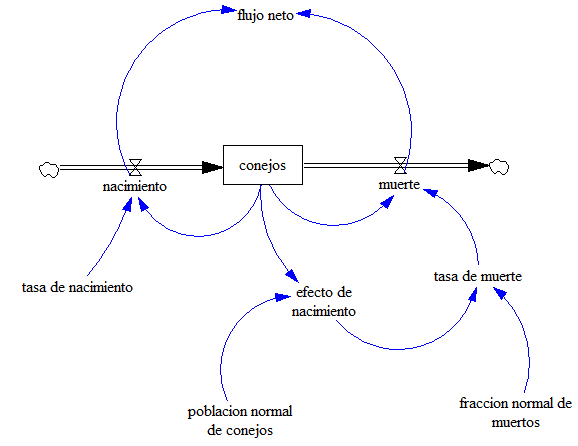 flujo neto
conejos
nacimiento
muerte
tasa de nacimiento
tasa de muerte
efecto de
nacimiento
poblacion normal
de conejos
fraccion normal de
muertos